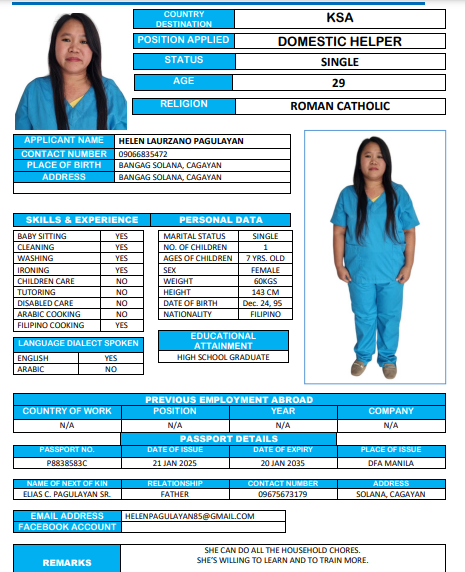 COUNTRY DESTINATION KSA
POSITION APPLIED DOMESTIC HELPER
STATUS SINGLE
AGE 29
RELIGION ROMAN CATHOLIC
APPLICANT NAME HELEN LAURZANO PAGULAYAN
CONTACT NUMBER 09066835472
PLACE OF BIRTH BANGAG SOLANA, CAGAYAN
ADDRESS BANGAG SOLANA, CAGAYAN
SKILLS & EXPERIENCE
BABY SITTING YES
CLEANING YES
WASHING YES
IRONING YES
CHILDREN CARE NO
TUTORING NO
DISABLED CARE NO
ARABIC COOKING NO
FILIPINO COOKING YES
LANGUAGE DIALECT SPOKEN
ENGLISH YES
ARABIC NO
PERSONAL DATA
MARITAL STATUS SINGLE
NO. OF CHILDREN 1
AGES OF CHILDREN 7 YRS. OLD
SEX FEMALE
WEIGHT 60KGS
HEIGHT 143 CM
DATE OF BIRTH Dec. 24, 95
NATIONALITY FILIPINO
EDUCATIONAL ATTAINMENT
HIGH SCHOOL GRADUATE
PREVIOUS EMPLOYMENT ABROAD
COUNTRY OF WORK POSITION YEAR COMPANY
N/A N/A N/A N/A
PASSPORT DETAILS
PASSPORT NO. DATE OF ISSUE DATE OF EXPIRY PLACE OF ISSUE
P8838583C 21 JAN 2025 20 JAN 2035 DFA MANILA
NAME OF NEXT OF KIN RELATIONSHIP CONTACT NUMBER ADDRESS
ELIAS C. PAGULAYAN SR. FATHER 09675673179 SOLANA, CAGAYAN
EMAIL ADDRESS HELENPAGULAYAN85@GMAIL.COM
FACEBOOK ACCOUNT
REMARKS
SHE CAN DO ALL THE HOUSEHOLD CHORES.
SHE'S WILLING TO LEARN AND TO TRAIN MORE.